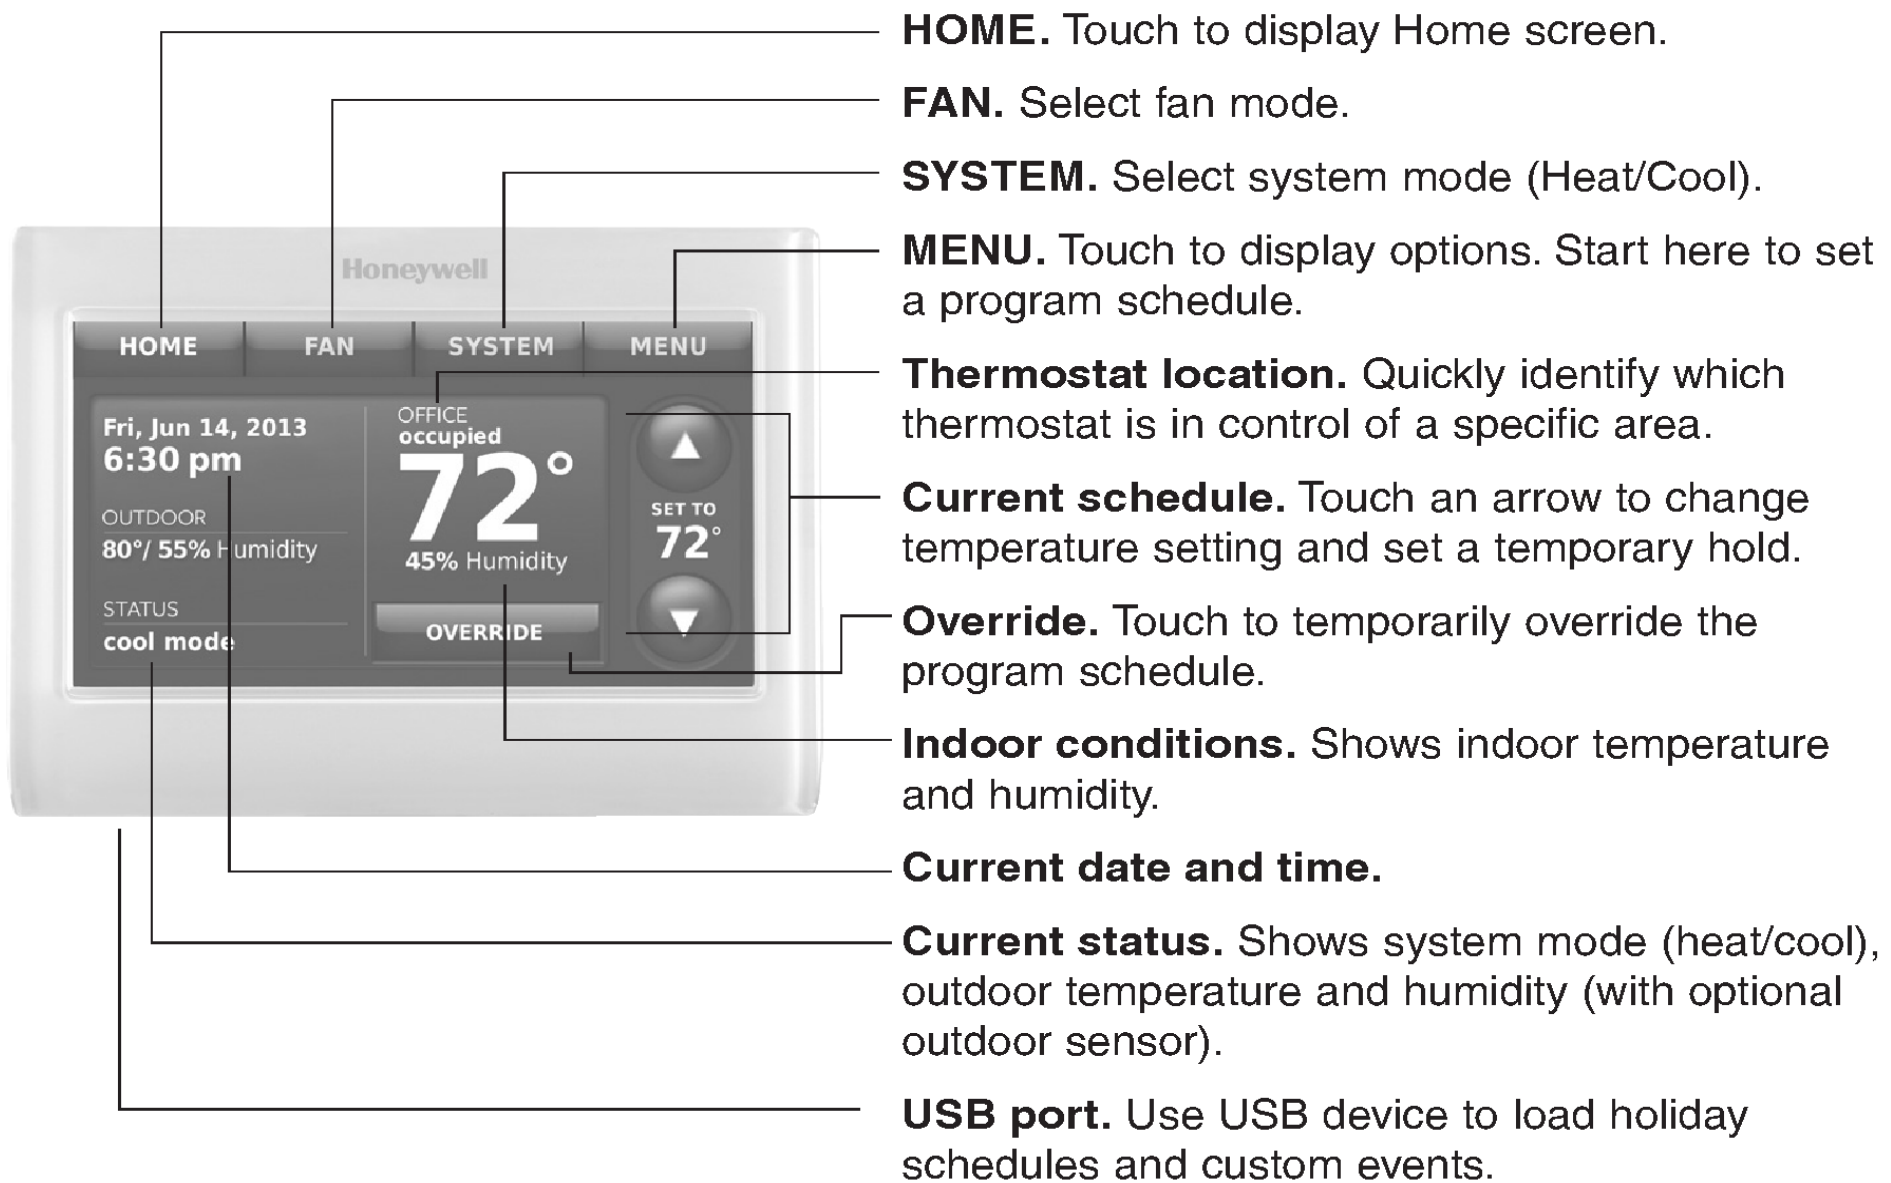 HOME. Touch to display Home screen.
FAN. Select fan mode.
SYSTEM. Select system mode (Heat/Cool).
MENU. Touch to display options. Start here to set
a program schedule.
Thermostat location. Quickly identify which
thermostat is in control of a specific area.
Current schedule. Touch an arrow to change
temperature setting and set a temporary hold.
Override. Touch to temporarily override the
program schedule.
Indoor conditions. Shows indoor temperature
and humidity.
Current date and time.
Current status. Shows system mode (heat/cool),
outdoor temperature and humidity (with optional
outdoor sensor).
USB port. Use USB device to load holiday
schedules and custom events.
Honeywell
HOME FAN SYSTEM MENU
Fri, Jun 14, 2013
6:30 pm
OUTDOOR
80°/ 55% Humidity
STATUS
cool mode
OFFICE
occupied
72°
45% Humidity
OVERRIDE
SET TO
72°